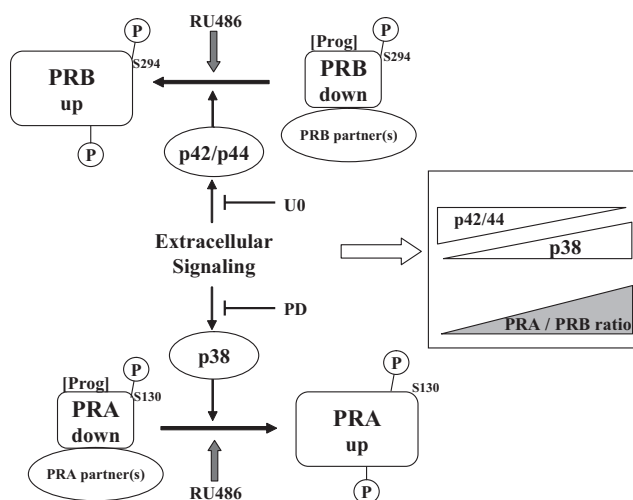 RU486
P
S294
PRB
up
P
[Prog]
P
S294
PRB
down
PRB partner(s)
p42/p44
U0
Extracellular
Signaling
PD
p38
[Prog]
P
S130
PRA
down
PRA partner(s)
RU486
P
S130
PRA
up
P
p42/44
p38
PRA / PRB ratio